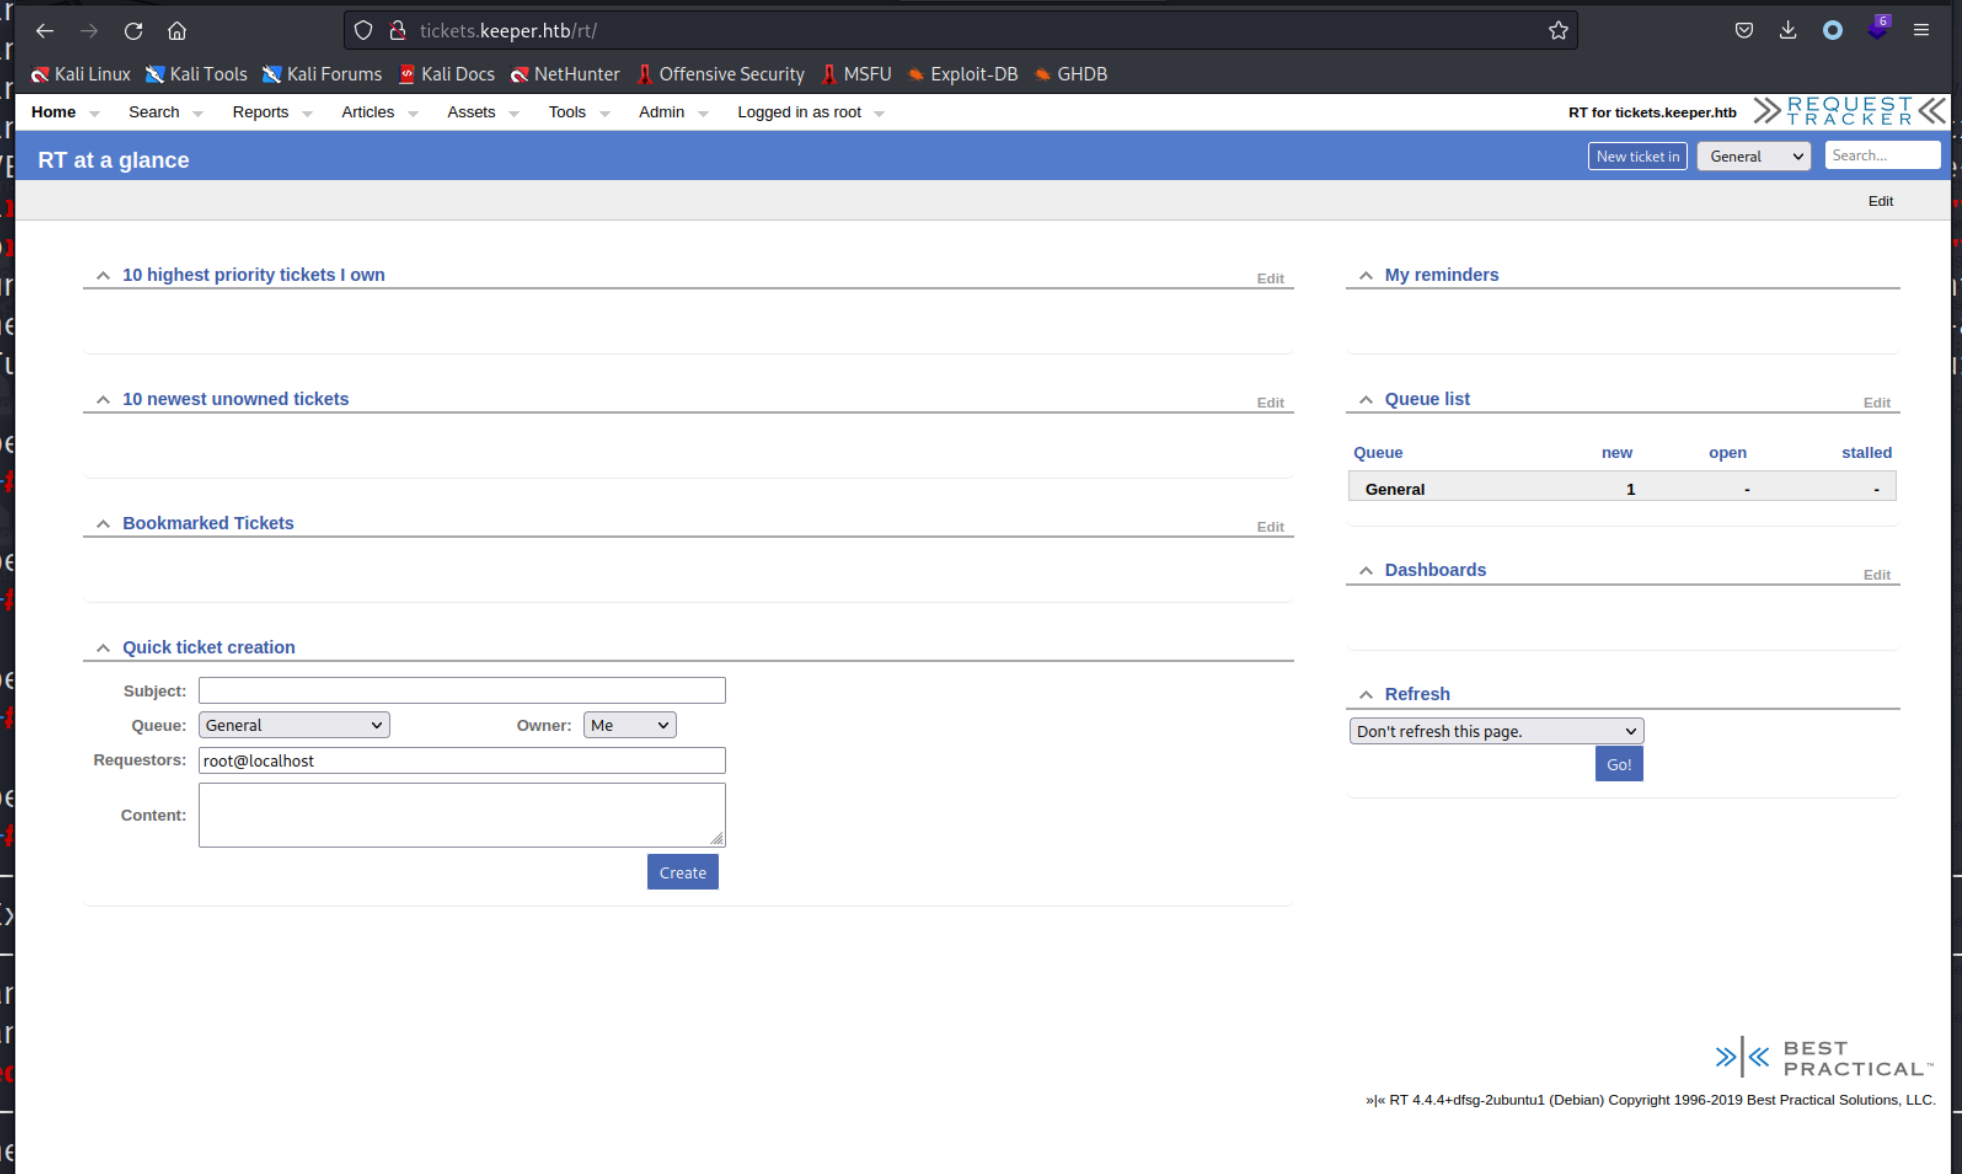 tickets.keeper.htb/rt/
6
Kali Linux Kali Tools Kali Forums Kali Docs NetHunter Offensive Security MSFU Exploit-DB GHDB
Home Search Reports Articles Assets Tools Admin Logged in as root RT for tickets.keeper.htb REQUEST TRACKER
RT at a glance New ticket in General Search...
Edit
10 highest priority tickets I own Edit
My reminders
10 newest unowned tickets Edit
Queue list Edit
Queue new open stalled
General 1 - -
Bookmarked Tickets Edit
Dashboards Edit
Quick ticket creation
Subject:
Queue: General Owner: Me
Requestors: root@localhost
Content:
Create
Refresh
Don't refresh this page.
Go!
BEST
PRACTICAL™
»|« RT 4.4.4+dfsg-2ubuntu1 (Debian) Copyright 1996-2019 Best Practical Solutions, LLC.